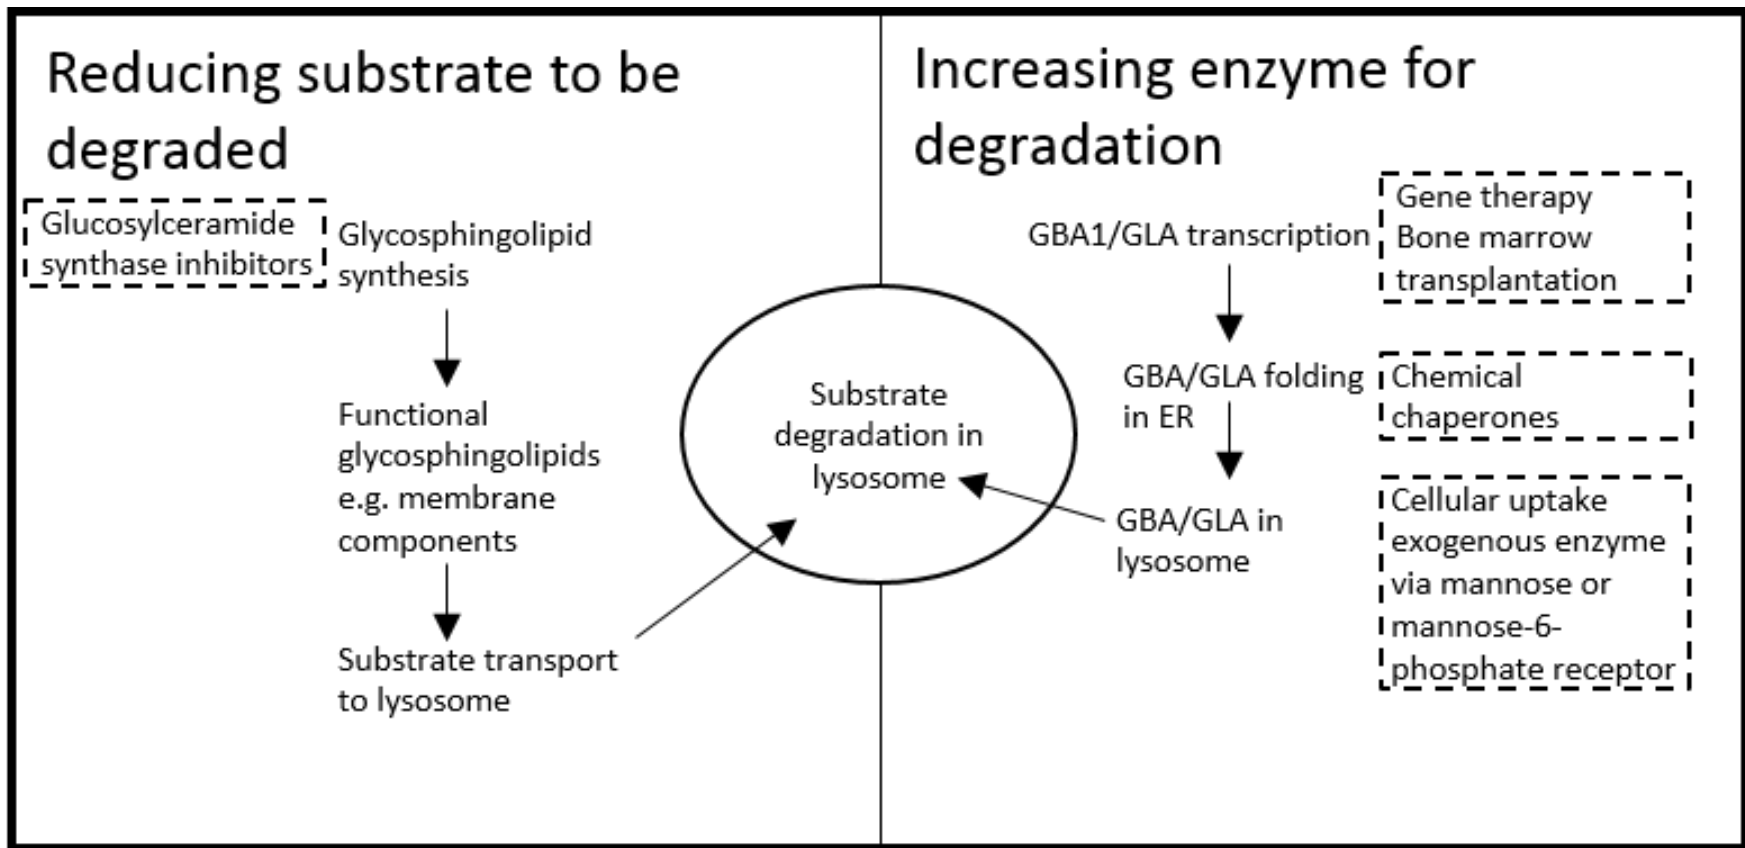 Reducing substrate to be
degraded
Glucosylceramide
synthase inhibitors
Glycosphingolipid
synthesis
Functional
glycosphingolipids
e.g. membrane
components
Substrate transport
to lysosome
Substrate
degradation in
lysosome
Increasing enzyme for
degradation
GBA1/GLA transcription
Gene therapy
Bone marrow
transplantation
GBA/GLA folding
in ER
Chemical
chaperones
GBA/GLA in
lysosome
Cellular uptake
exogenous enzyme
via mannose or
mannose-6-
phosphate receptor